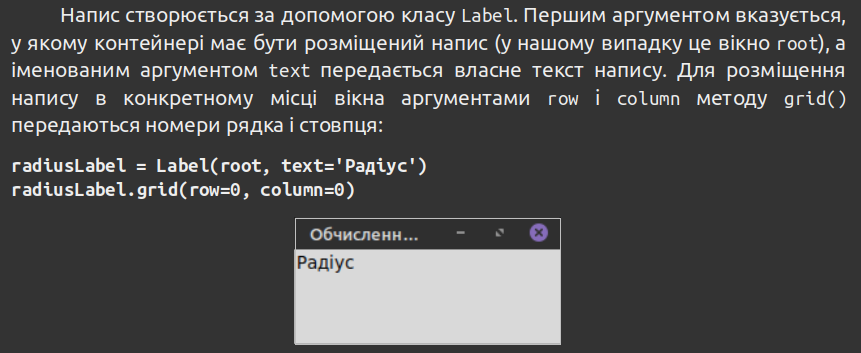 Напис створюється за допомогою класу Label. Першим аргументом вказується,
у якому контейнері має бути розміщений напис (у нашому випадку це вікно root), а
іменованим аргументом text передається власне текст напису. Для розміщення
напису в конкретному місці вікна аргументами row і column методу grid()
передаються номери рядка і стовпця:
radiusLabel = Label(root, text='Радіус')
radiusLabel.grid(row=0, column=0)
Обчисленн...
Радіус